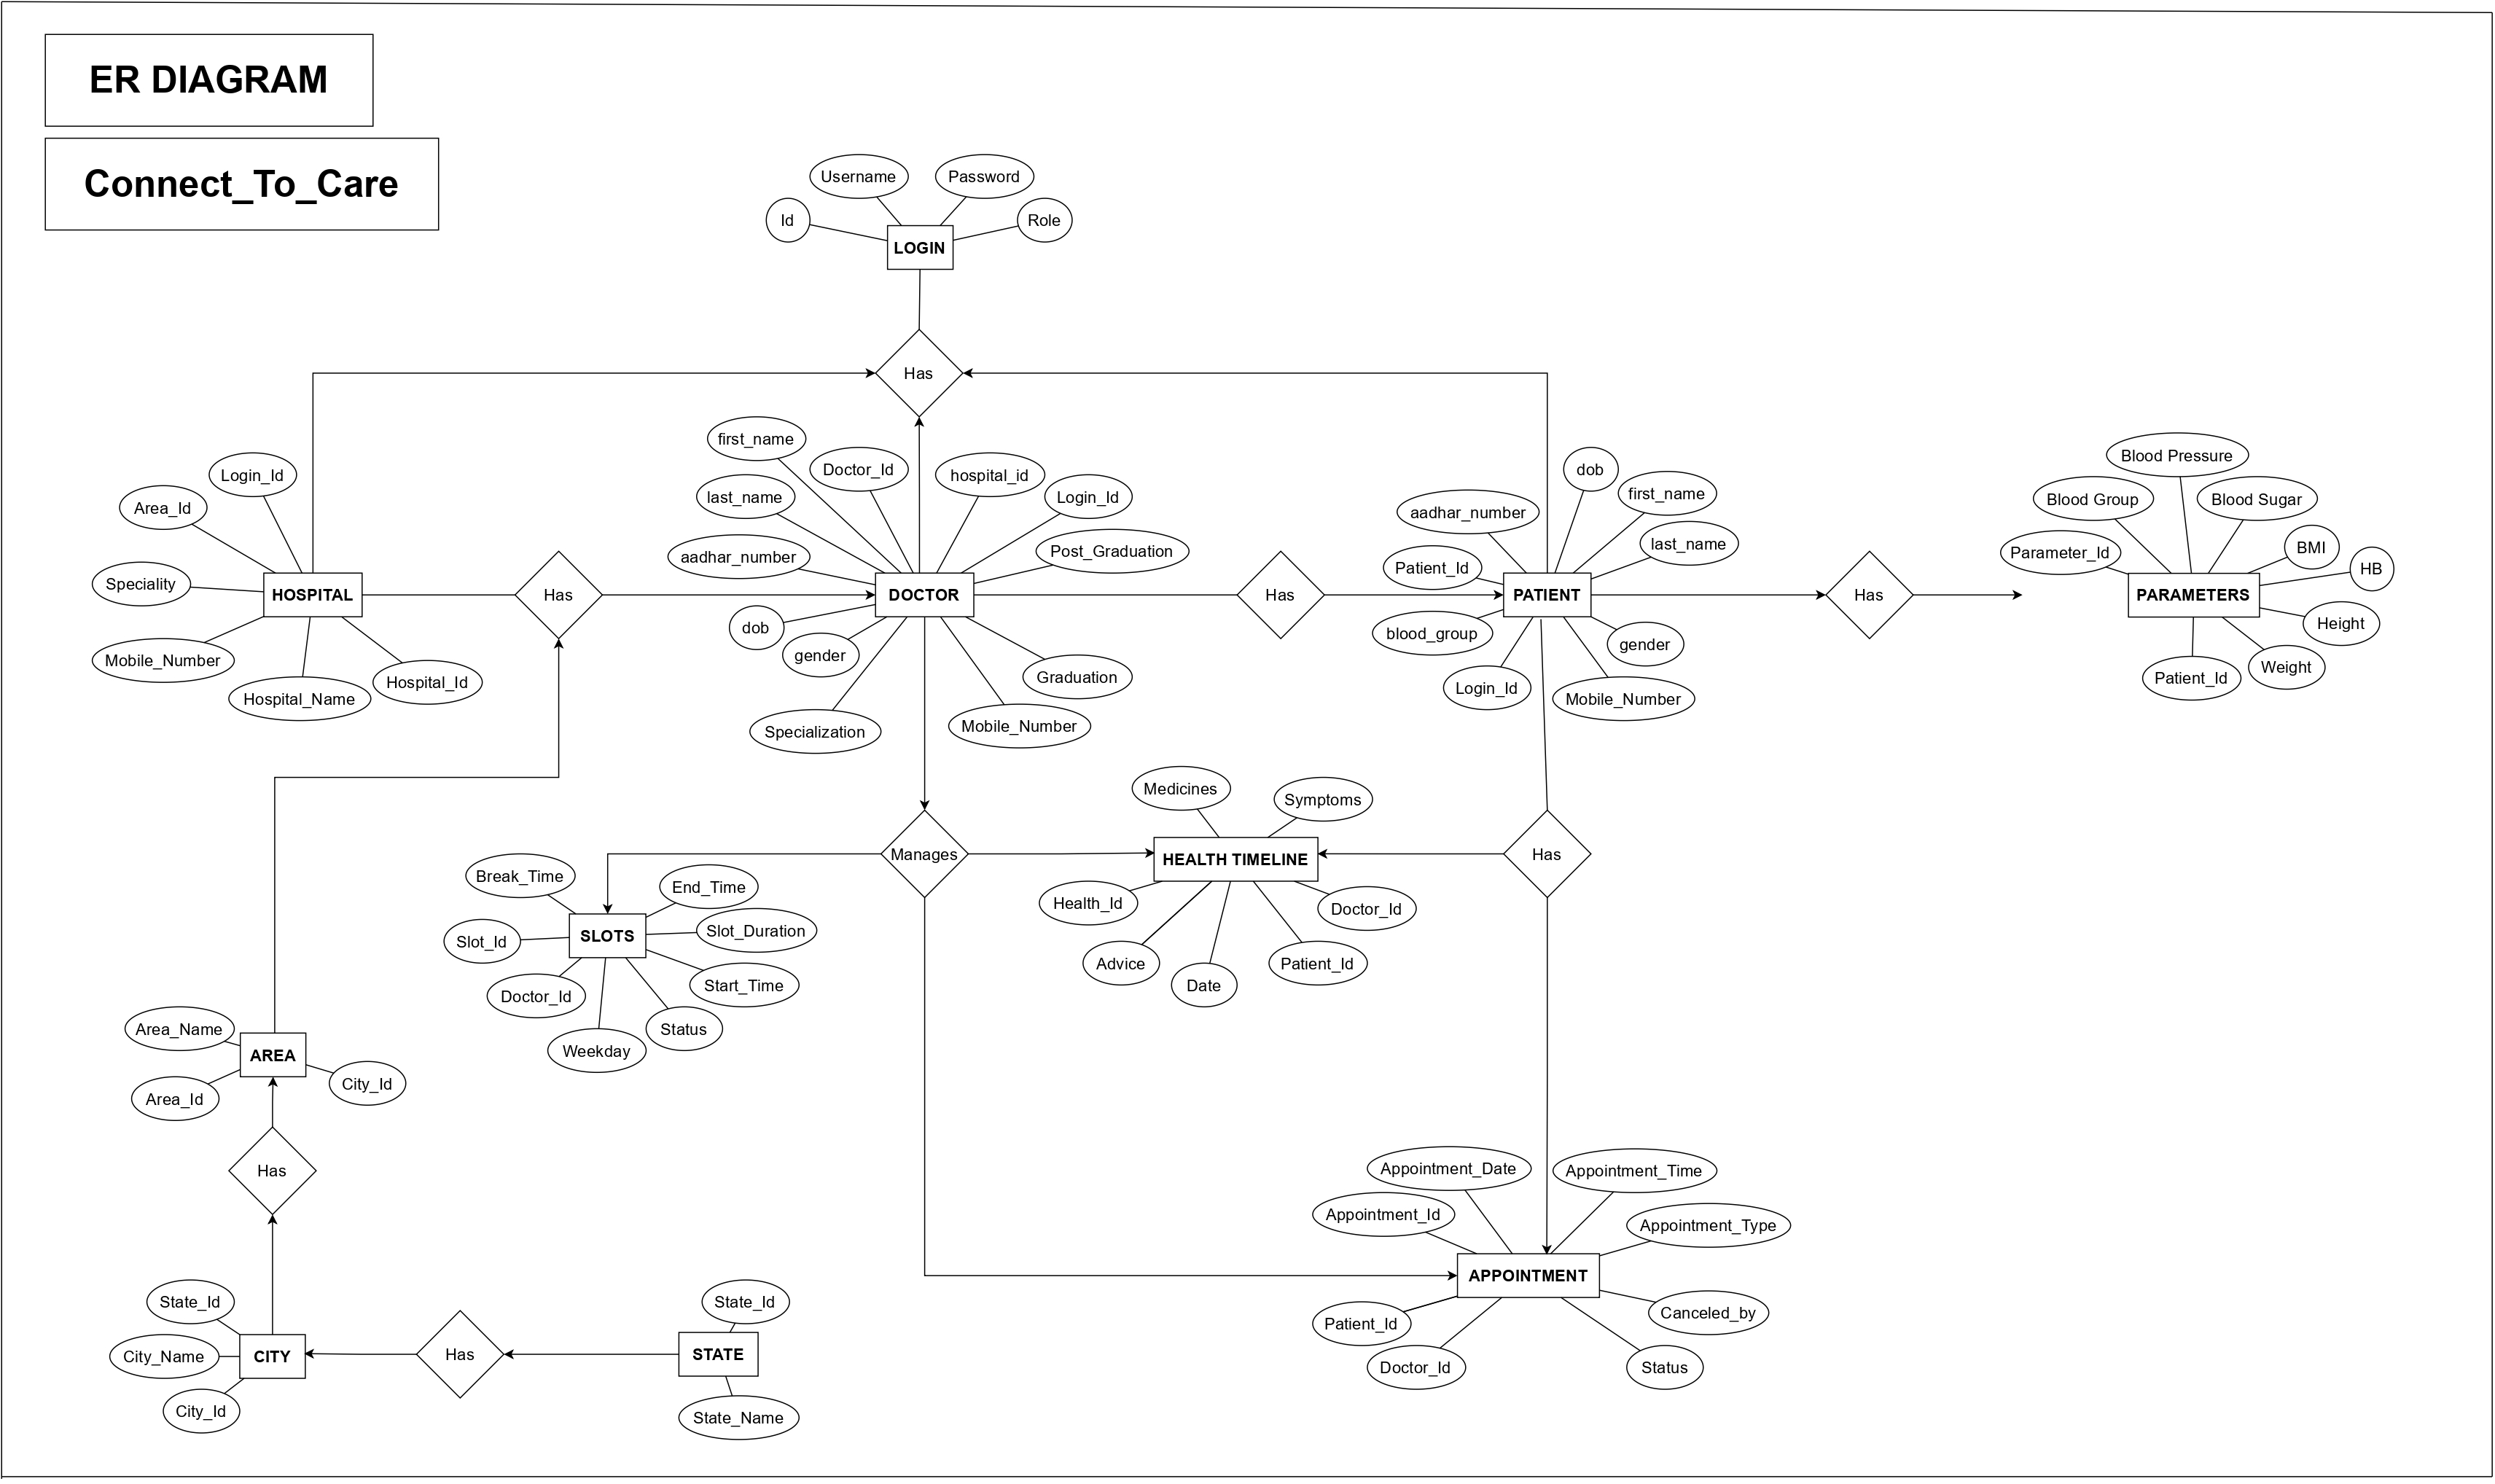 ER DIAGRAM
Connect_To_Care
Username
Password
Id
Role
LOGIN
Has
first_name
Doctor_Id
hospital_id
last_name
Login_Id
aadhar_number
Post_Graduation
DOCTOR
dob
gender
Graduation
Specialization
Mobile_Number
Login_Id
Area_Id
Speciality
HOSPITAL
Mobile_Number
Hospital_Name
Hospital_Id
Has
Has
dob
first_name
aadhar_number
last_name
Patient_Id
PATIENT
blood_group
gender
Login_Id
Mobile_Number
Has
Blood Pressure
Blood Group
Blood Sugar
Parameter_Id
BMI
HB
PARAMETERS
Height
Weight
Patient_Id
Manages
Medicines
Symptoms
HEALTH TIMELINE
Health_Id
Doctor_Id
Advice
Date
Patient_Id
Has
Break_Time
End_Time
Slot_Id
SLOTS
Slot_Duration
Doctor_Id
Start_Time
Weekday
Status
Area_Name
AREA
Area_Id
City_Id
Has
State_Id
City_Name
CITY
City_Id
Has
State_Id
STATE
State_Name
Appointment_Date
Appointment_Time
Appointment_Id
Appointment_Type
APPOINTMENT
Patient_Id
Canceled_by
Doctor_Id
Status